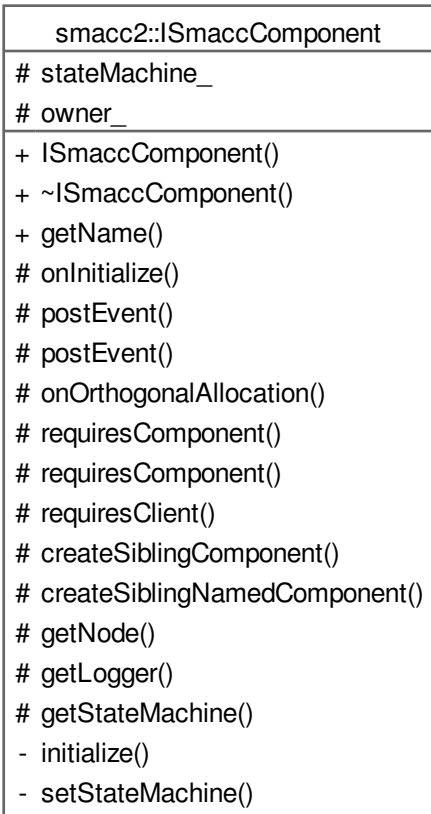 smacc2::ISmaccComponent
# stateMachine_
# owner_
+ ISmaccComponent()
+ ~ISmaccComponent()
+ getName()
# onInitialize()
# postEvent()
# postEvent()
# onOrthogonalAllocation()
# requiresComponent()
# requiresComponent()
# requiresClient()
# createSiblingComponent()
# createSiblingNamedComponent()
# getNode()
# getLogger()
# getStateMachine()
- initialize()
- setStateMachine()